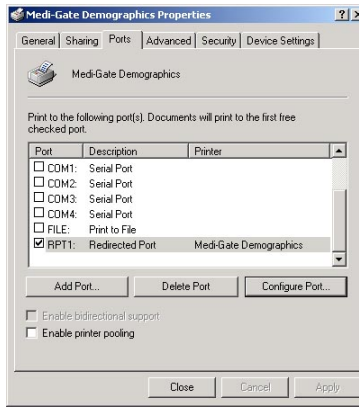 Medi-Gate Demographics Properties
General Sharing Ports Advanced Security Device Settings
Medi-Gate Demographics
Print to the following port(s). Documents will print to the first free
checked port.
Port Description Printer
COM1: Serial Port
COM2: Serial Port
COM3: Serial Port
COM4: Serial Port
FILE: Print to File
RPT1: Redirected Port Medi-Gate Demographics
Add Port... Delete Port Configure Port...
Enable bidirectional support
Enable printer pooling
Close Cancel Apply